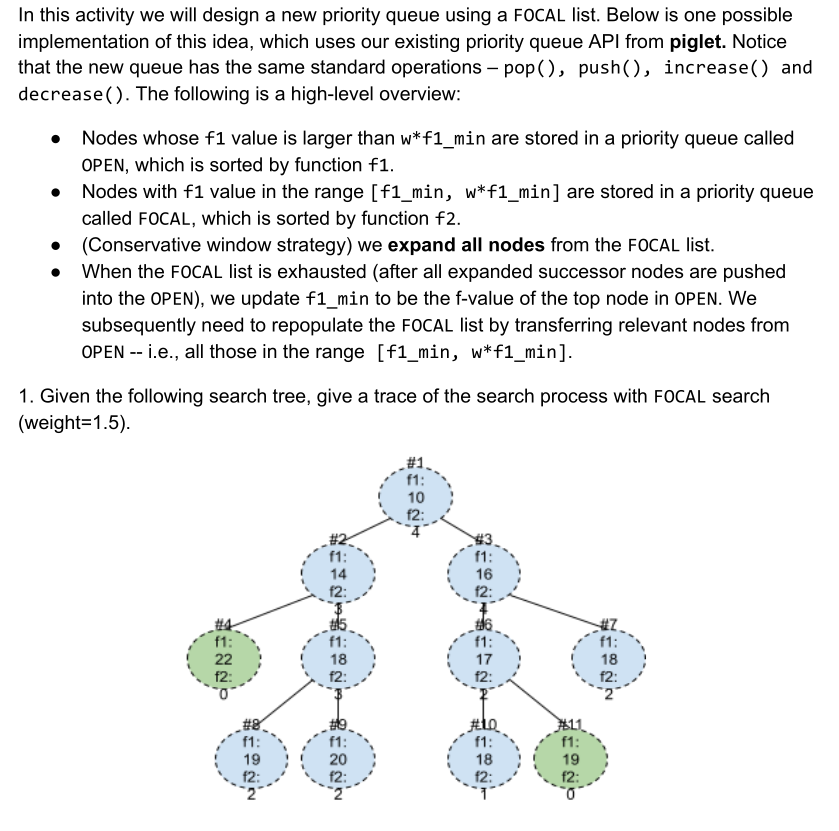 In this activity we will design a new priority queue using a FOCAL list. Below is one possible
implementation of this idea, which uses our existing priority queue API from piglet. Notice
that the new queue has the same standard operations – pop(), push(), increase() and
decrease(). The following is a high-level overview:
● Nodes whose f1 value is larger than w*f1_min are stored in a priority queue called
OPEN, which is sorted by function f1.
● Nodes with f1 value in the range [f1_min, w*f1_min] are stored in a priority queue
called FOCAL, which is sorted by function f2.
● (Conservative window strategy) we expand all nodes from the FOCAL list.
● When the FOCAL list is exhausted (after all expanded successor nodes are pushed
into the OPEN), we update f1_min to be the f-value of the top node in OPEN. We
subsequently need to repopulate the FOCAL list by transferring relevant nodes from
OPEN -- i.e., all those in the range [f1_min, w*f1_min].
1. Given the following search tree, give a trace of the search process with FOCAL search
(weight=1.5).
#1
f1:
10
f2:
4
#2
f1:
14
f2:
3
#3
f1:
16
f2:
4
#4
f1:
22
f2:
0
#5
f1:
18
f2:
3
#6
f1:
17
f2:
2
#7
f1:
18
f2:
2
#8
f1:
19
f2:
2
#9
f1:
20
f2:
2
#10
f1:
18
f2:
1
#11
f1:
19
f2:
0